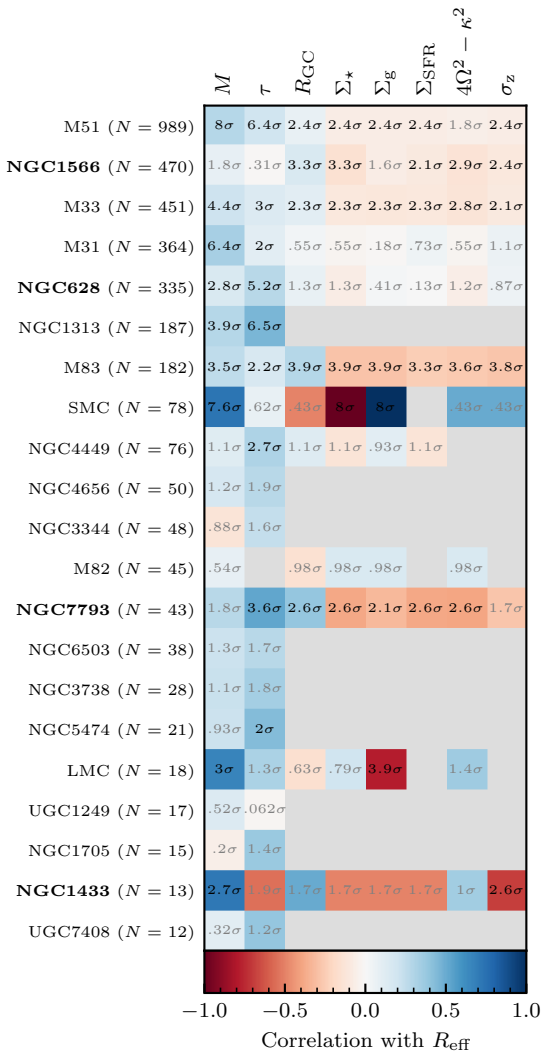 M τ R_GC Σ⋆ Σ_g Σ_SFR 4Ω² − κ² σ_z
M51 (N = 989) 8σ 6.4σ 2.4σ 2.4σ 2.4σ 2.4σ 1.8σ 2.4σ
NGC1566 (N = 470) 1.8σ .31σ 3.3σ 3.3σ 1.6σ 2.1σ 2.9σ 2.4σ
M33 (N = 451) 4.4σ 3σ 2.3σ 2.3σ 2.3σ 2.3σ 2.8σ 2.1σ
M31 (N = 364) 6.4σ 2σ .55σ .55σ .18σ .73σ .55σ 1.1σ
NGC628 (N = 335) 2.8σ 5.2σ 1.3σ 1.3σ .41σ .13σ 1.2σ .87σ
NGC1313 (N = 187) 3.9σ 6.5σ
M83 (N = 182) 3.5σ 2.2σ 3.9σ 3.9σ 3.9σ 3.3σ 3.6σ 3.8σ
SMC (N = 78) 7.6σ .62σ .43σ 8σ 8σ .43σ .43σ
NGC4449 (N = 76) 1.1σ 2.7σ 1.1σ 1.1σ .93σ 1.1σ
NGC4656 (N = 50) 1.2σ 1.9σ
NGC3344 (N = 48) .88σ 1.6σ
M82 (N = 45) .54σ .98σ .98σ .98σ .98σ
NGC7793 (N = 43) 1.8σ 3.6σ 2.6σ 2.6σ 2.1σ 2.6σ 2.6σ 1.7σ
NGC6503 (N = 38) 1.3σ 1.7σ
NGC3738 (N = 28) 1.1σ 1.8σ
NGC5474 (N = 21) .93σ 2σ
LMC (N = 18) 3σ 1.3σ .63σ .79σ 3.9σ 1.4σ
UGC1249 (N = 17) .52σ .062σ
NGC1705 (N = 15) .2σ 1.4σ
NGC1433 (N = 13) 2.7σ 1.9σ 1.7σ 1.7σ 1.7σ 1.7σ 1σ 2.6σ
UGC7408 (N = 12) .32σ 1.2σ
−1.0 −0.5 0.0 0.5 1.0
Correlation with R_eff